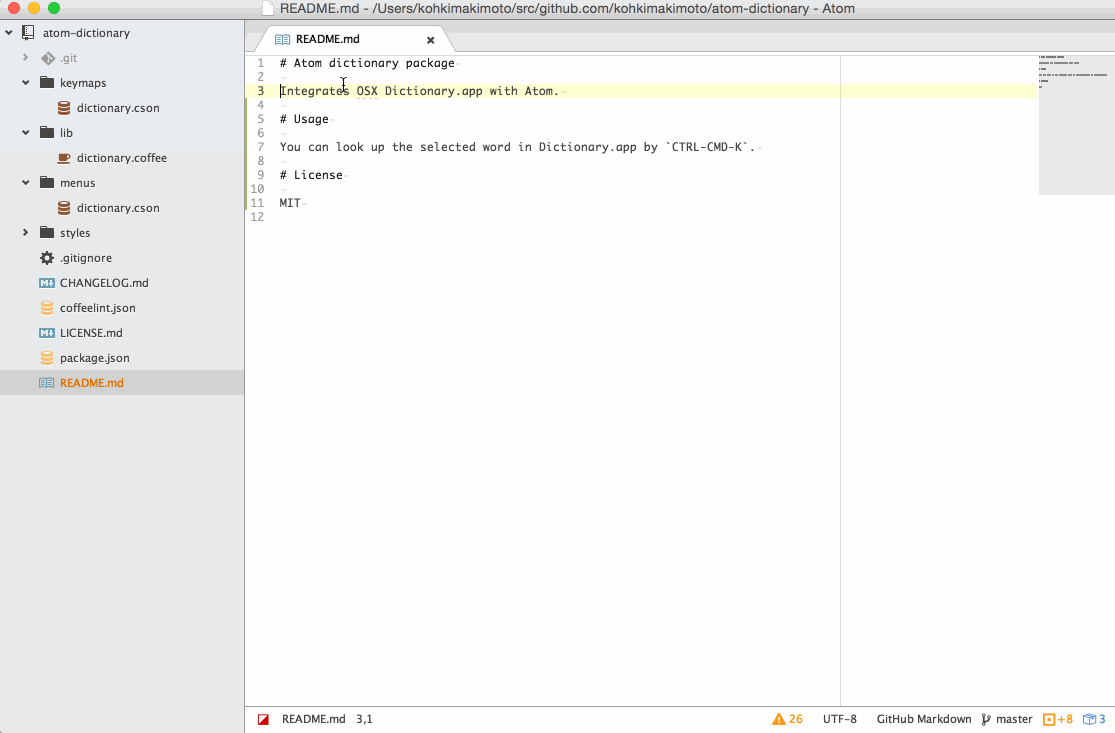 README.md - /Users/kohkimakimoto/src/github.com/kohkimakimoto/atom-dictionary - Atom
atom-dictionary
.git
keymaps
dictionary.cson
lib
dictionary.coffee
menus
dictionary.cson
styles
.gitignore
CHANGELOG.md
coffeelint.json
LICENSE.md
package.json
README.md
README.md
1 # Atom dictionary package
2
3 Integrates OSX Dictionary.app with Atom.
4
5 # Usage
6
7 You can look up the selected word in Dictionary.app by `CTRL-CMD-K`.
8
9 # License
10
11 MIT
12
README.md 3,1 26 UTF-8 GitHub Markdown master +8 3